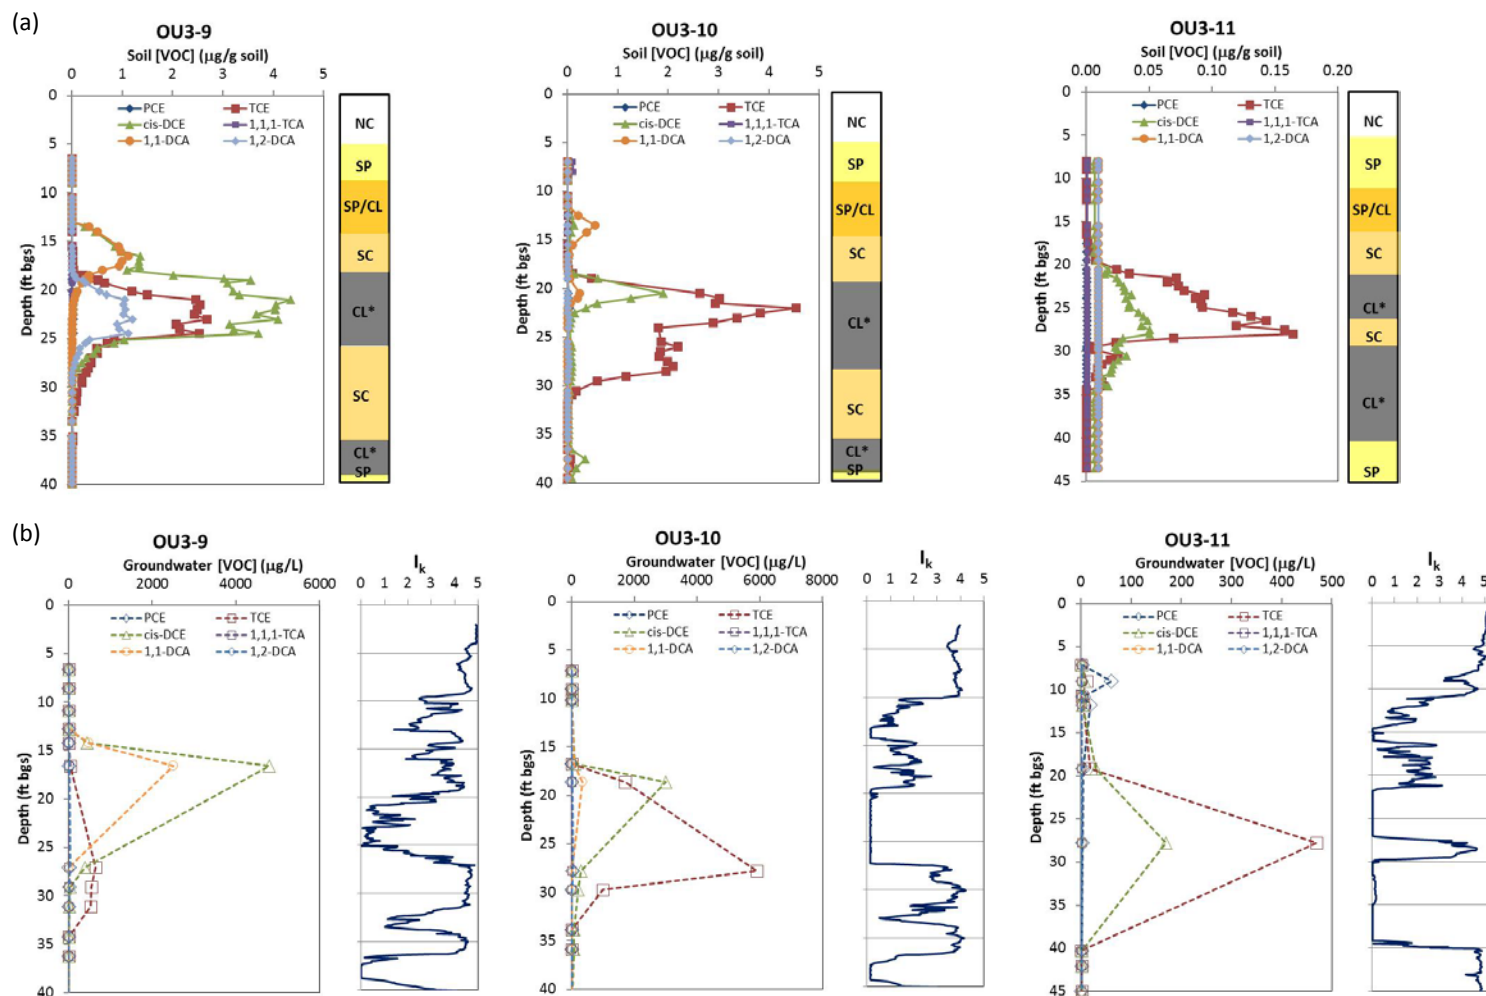 (a)
OU3-9
Soil [VOC] (µg/g soil)
0 1 2 3 4 5
0
5
10
15
20
25
30
35
40
Depth (ft bgs)
PCE TCE
cis-DCE 1,1,1-TCA
1,1-DCA 1,2-DCA
NC
SP
SP/CL
SC
CL*
SC
CL*
SP
OU3-10
Soil [VOC] (µg/g soil)
0 1 2 3 4 5
0
5
10
15
20
25
30
35
40
Depth (ft bgs)
PCE TCE
cis-DCE 1,1,1-TCA
1,1-DCA 1,2-DCA
NC
SP
SP/CL
SC
CL*
SC
CL*
SP
OU3-11
Soil [VOC] (µg/g soil)
0.00 0.05 0.10 0.15 0.20
0
5
10
15
20
25
30
35
40
45
Depth (ft bgs)
PCE TCE
cis-DCE 1,1,1-TCA
1,1-DCA 1,2-DCA
NC
SP
SP/CL
SC
CL*
SC
CL*
SP
(b)
OU3-9
Groundwater [VOC] (µg/L)
0 2000 4000 6000
0
5
10
15
20
25
30
35
40
Depth (ft bgs)
PCE TCE
cis-DCE 1,1,1-TCA
1,1-DCA 1,2-DCA
Ik
0 1 2 3 4 5
OU3-10
Groundwater [VOC] (µg/L)
0 2000 4000 6000 8000
0
5
10
15
20
25
30
35
40
Depth (ft bgs)
PCE TCE
cis-DCE 1,1,1-TCA
1,1-DCA 1,2-DCA
Ik
0 1 2 3 4 5
OU3-11
Groundwater [VOC] (µg/L)
0 100 200 300 400 500
0
5
10
15
20
25
30
35
40
45
Depth (ft bgs)
PCE TCE
cis-DCE 1,1,1-TCA
1,1-DCA 1,2-DCA
Ik
0 1 2 3 4 5